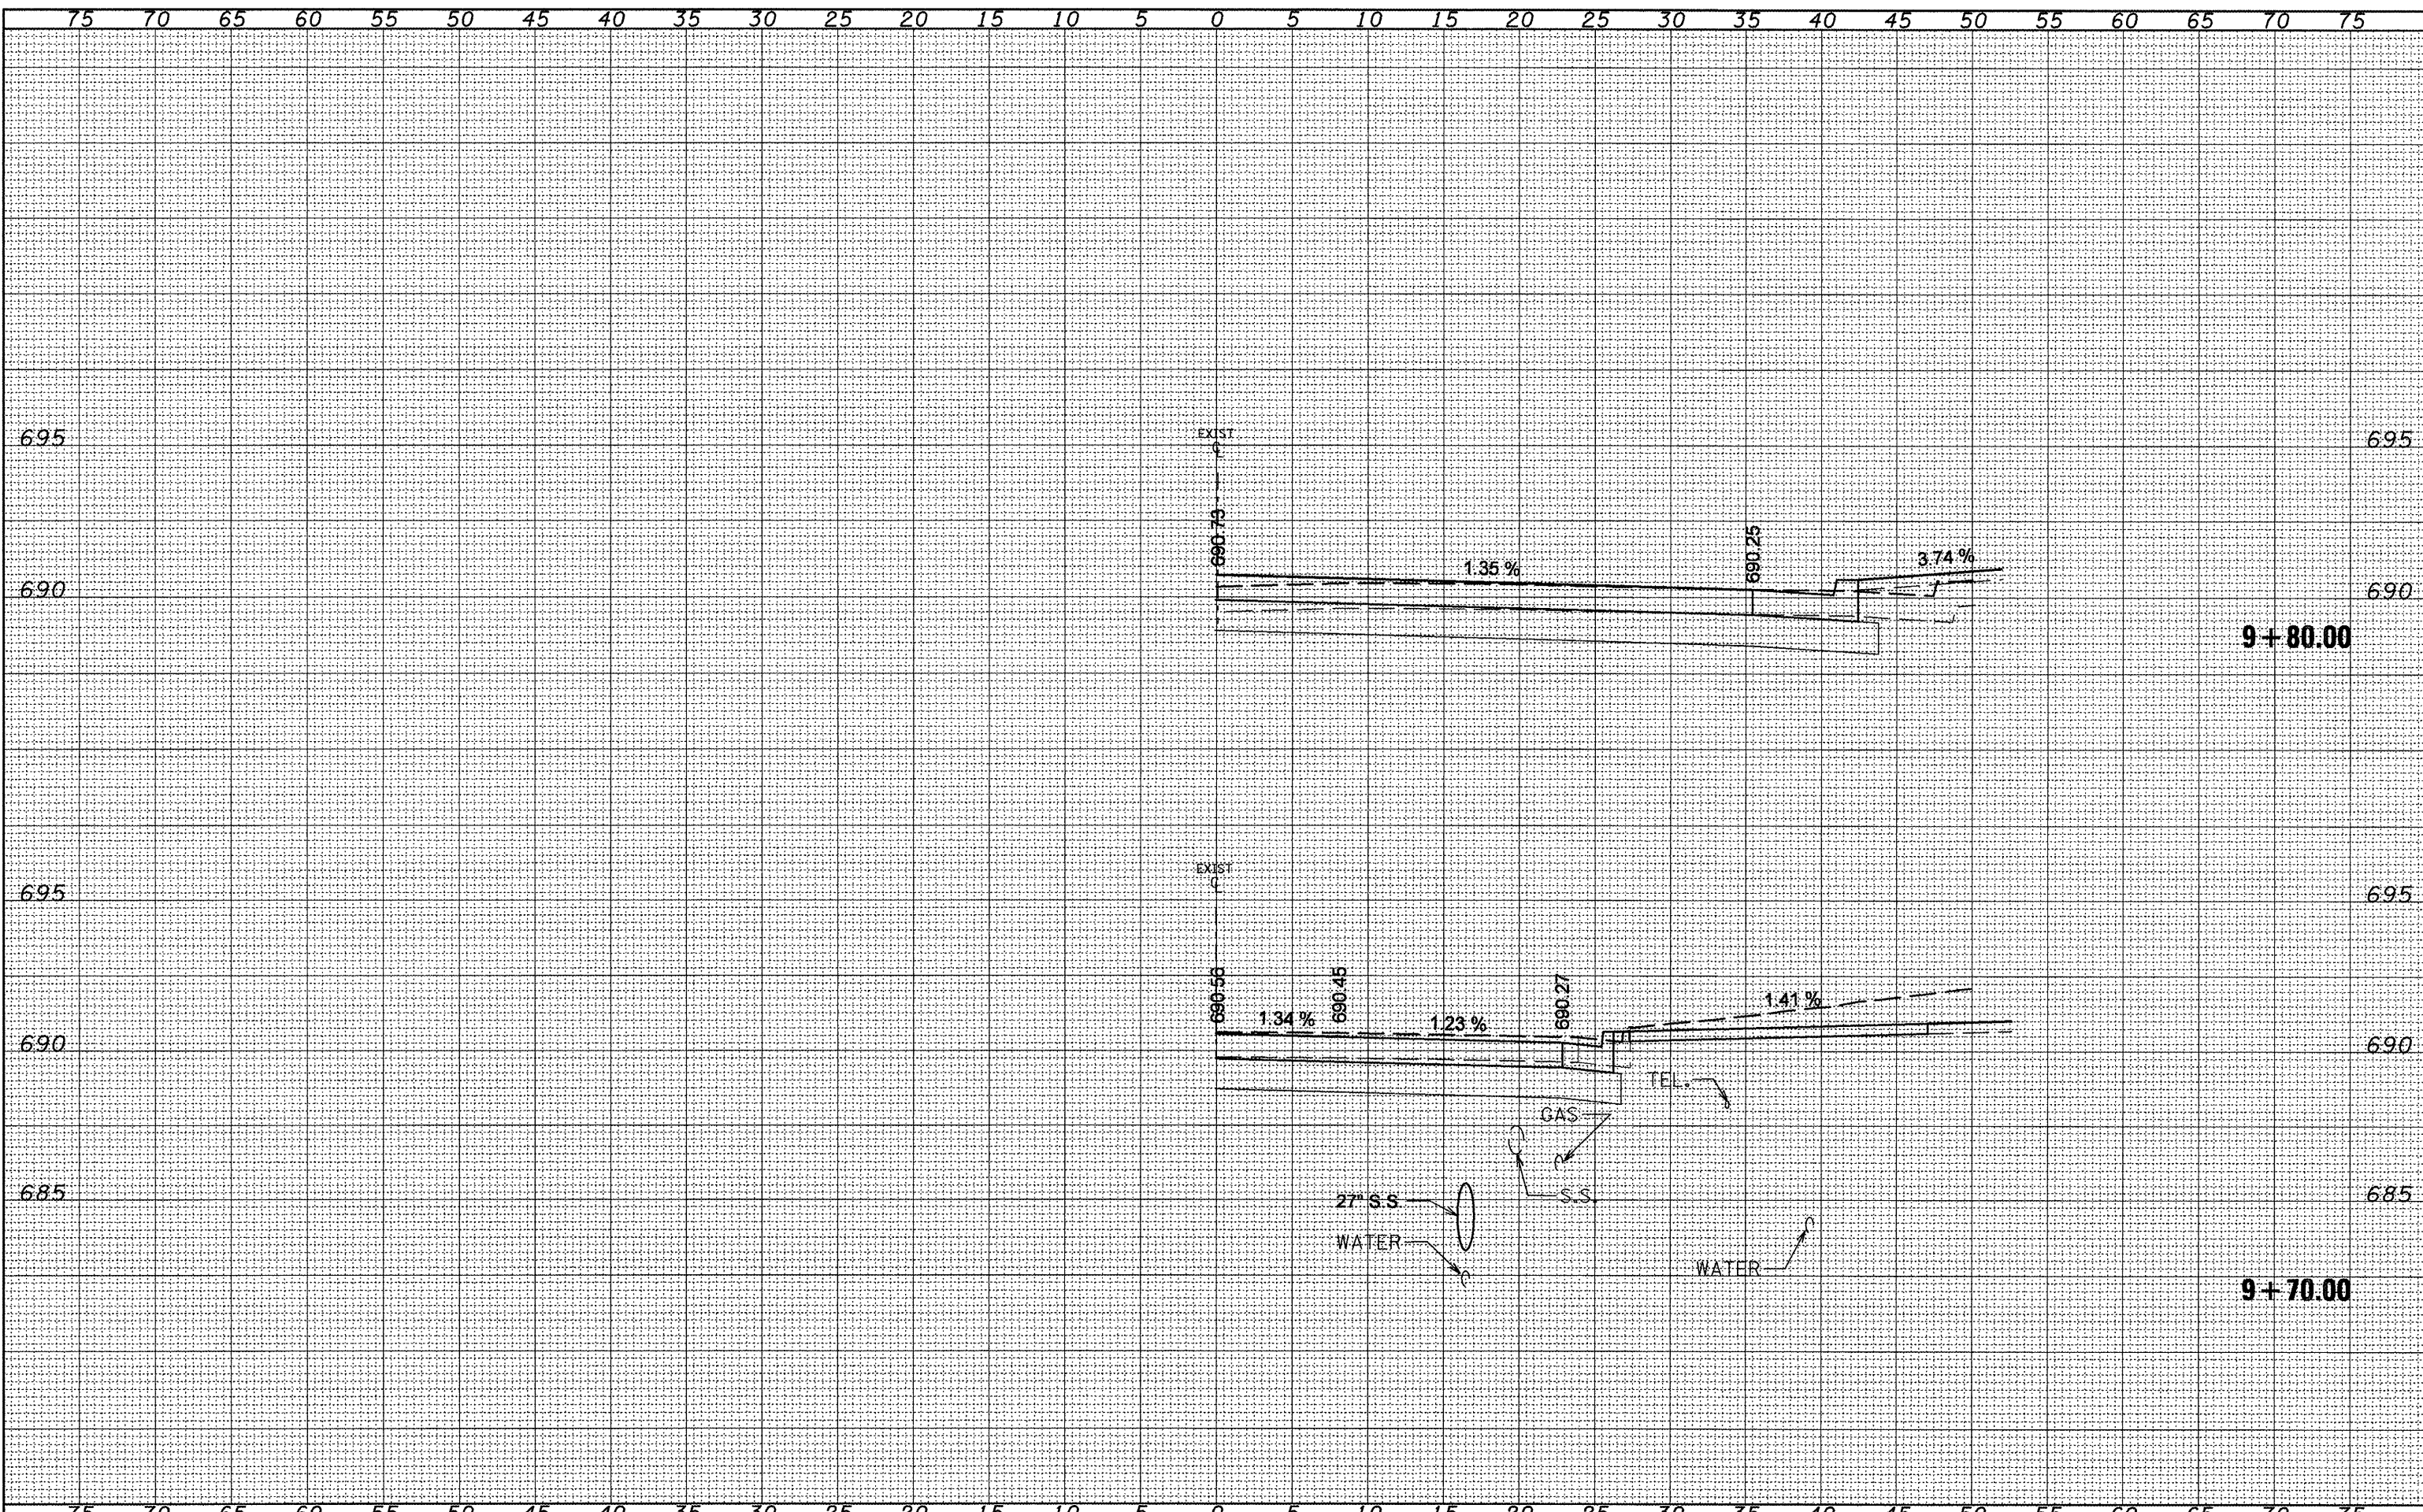 75 70 65 60 55 50 45 40 35 30 25 20 15 10 5 0 5 10 15 20 25 30 35 40 45 50 55 60 65 70 75
695 EXIST 695
℄
690.73 690.25
1.35 % 3.74 %
690 690
9+80.00
EXIST
℄
695 695
690.56 690.45 690.27
1.34 % 1.23 % 1.41 %
690 690
TEL.
GAS
685 27" S.S S.S. 685
WATER
WATER
9+70.00
75 70 65 60 55 50 45 40 35 30 25 20 15 10 5 0 5 10 15 20 25 30 35 40 45 50 55 60 65 70 75